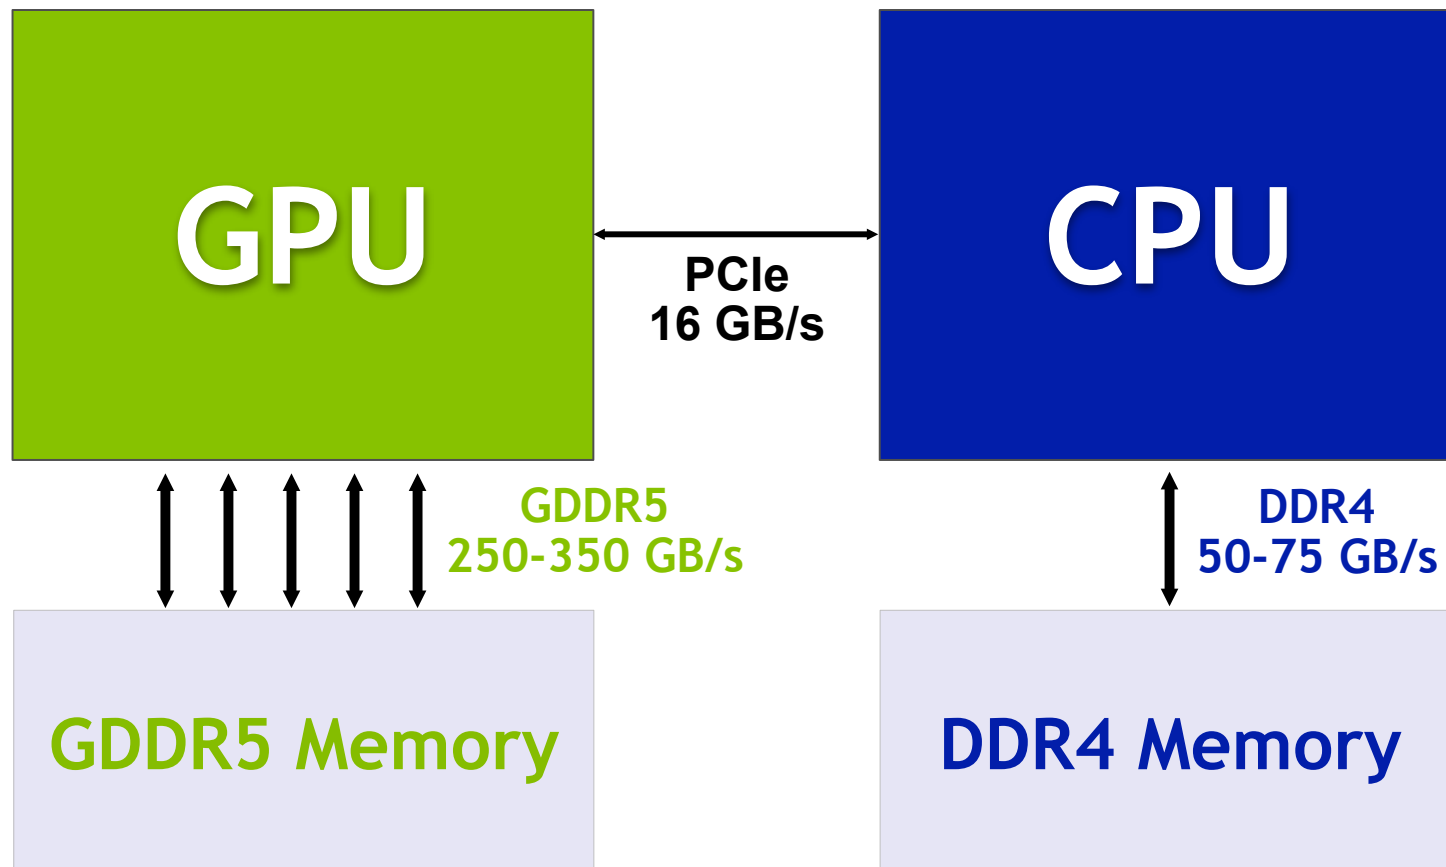 GPU
CPU
PCIe
16 GB/s
GDDR5
250-350 GB/s
DDR4
50-75 GB/s
GDDR5 Memory
DDR4 Memory